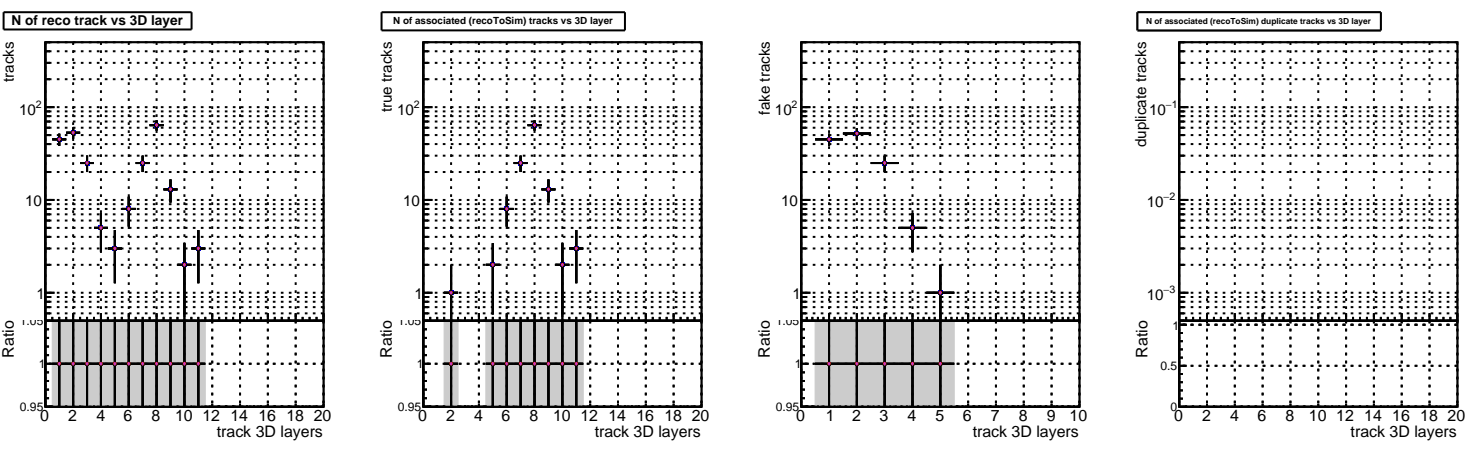 N of reco track vs 3D layer
tracks
10²
10
1
Ratio
1.05
1
0.95
0 2 4 6 8 10 12 14 16 18 20
track 3D layers
N of associated (recoToSim) tracks vs 3D layer
true tracks
10²
10
1
Ratio
1.05
1
0.95
0 2 4 6 8 10 12 14 16 18 20
track 3D layers
fake tracks
10²
10
1
Ratio
1.05
1
0.95
0 1 2 3 4 5 6 7 8 9 10
track 3D layers
N of associated (recoToSim) duplicate tracks vs 3D layer
duplicate tracks
10⁻¹
10⁻²
10⁻³
Ratio
1
0.5
0
0 2 4 6 8 10 12 14 16 18 20
track 3D layers